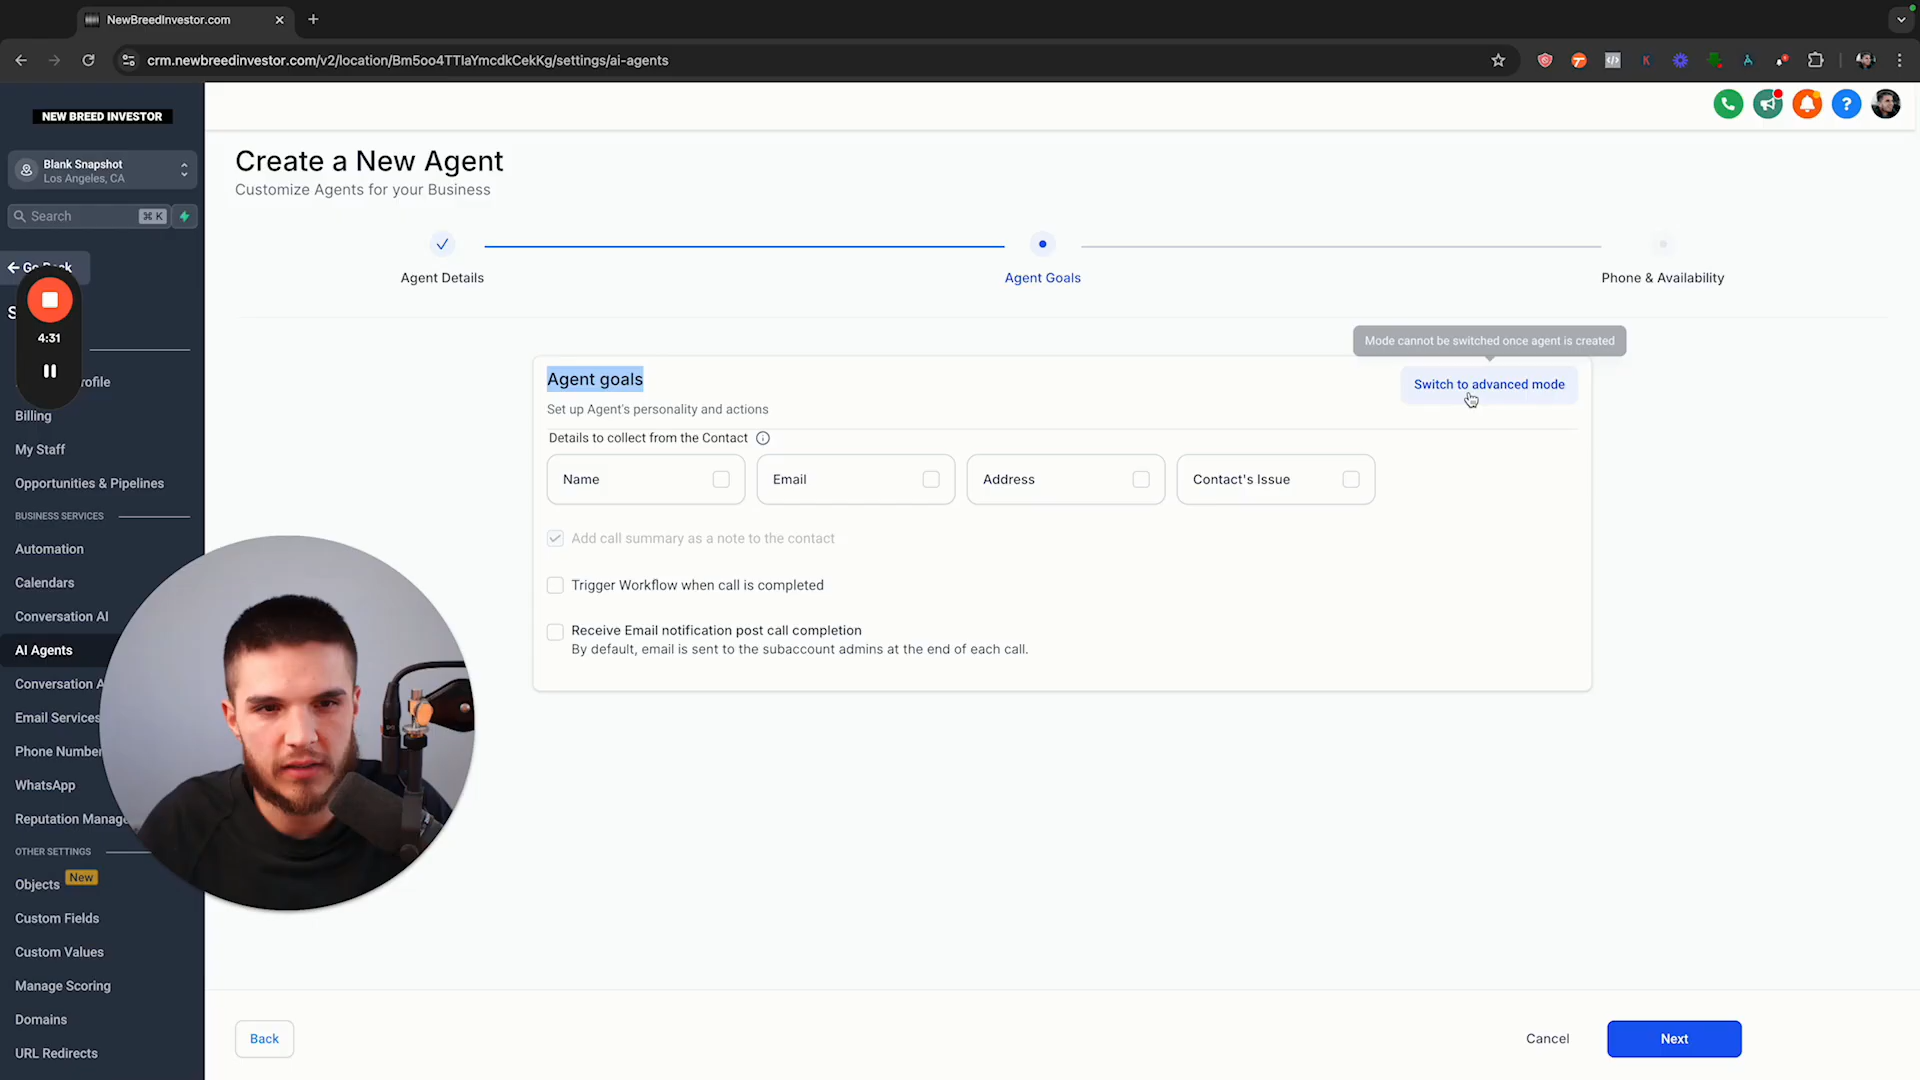 NewBreedInvestor.com
crm.newbreedinvestor.com/v2/location/Bm5oo4TTIaYmcdkCekKg/settings/ai-agents
NEW BREED INVESTOR
Blank Snapshot
Los Angeles, CA
Search
⌘ K
Create a New Agent
Customize Agents for your Business
Agent Details
Agent Goals
Phone & Availability
4:31
Billing
My Staff
Opportunities & Pipelines
BUSINESS SERVICES
Automation
Calendars
Conversation AI
AI Agents
Conversation A
Email Services
Phone Number
WhatsApp
Reputation Manage
OTHER SETTINGS
Objects New
Custom Fields
Custom Values
Manage Scoring
Domains
URL Redirects
Mode cannot be switched once agent is created
Agent goals
Switch to advanced mode
Set up Agent's personality and actions
Details to collect from the Contact
Name
Email
Address
Contact's Issue
Add call summary as a note to the contact
Trigger Workflow when call is completed
Receive Email notification post call completion
By default, email is sent to the subaccount admins at the end of each call.
Back
Cancel
Next